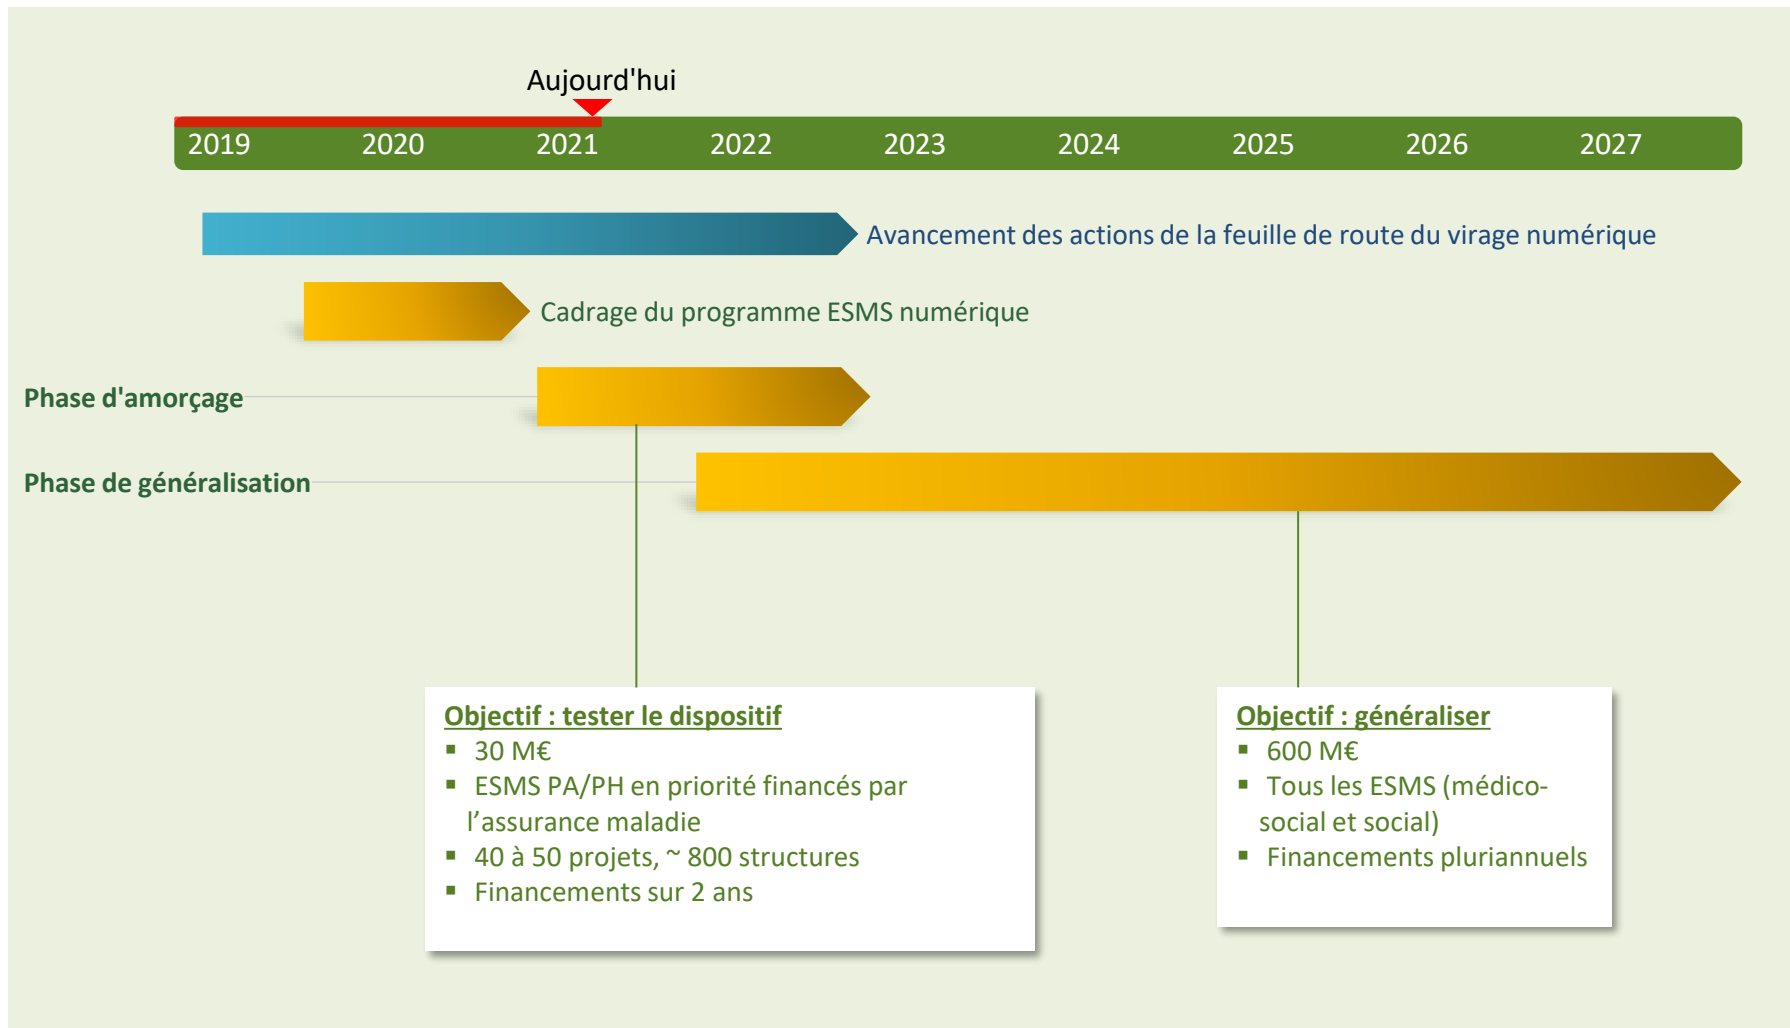 Aujourd'hui
2019 2020 2021 2022 2023 2024 2025 2026 2027
Avancement des actions de la feuille de route du virage numérique
Cadrage du programme ESMS numérique
Phase d'amorçage
Phase de généralisation
Objectif : tester le dispositif
▪ 30 M€
▪ ESMS PA/PH en priorité financés par
l’assurance maladie
▪ 40 à 50 projets, ~ 800 structures
▪ Financements sur 2 ans
Objectif : généraliser
▪ 600 M€
▪ Tous les ESMS (médico-
social et social)
▪ Financements pluriannuels